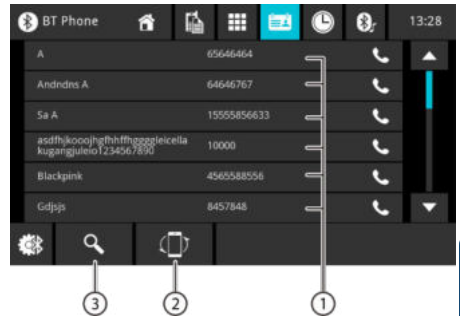 BT Phone 13:28
A 65646464
Andndns A 64646767
Sa A 15555856633
asdfhjkooojhgfhhffhggggleicella
kugangjuleio1234567890 10000
Blackpink 4565588556
Gdjsjs 8457848
3 2 1